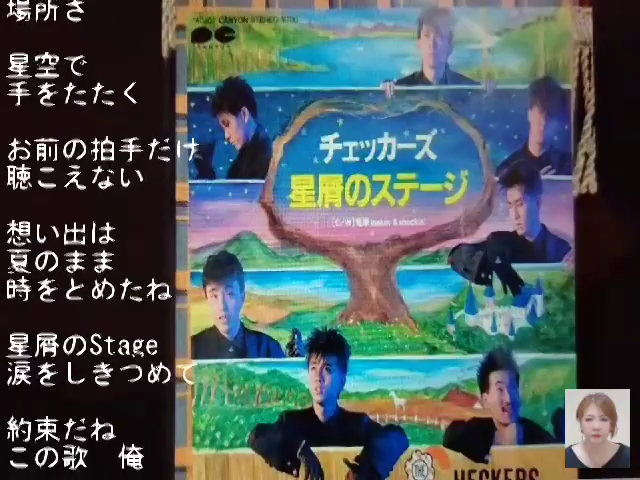 場所さ
星空で
手をたたく
お前の拍手だけ
聴こえない
想い出は
夏のまま
時をとめたね
星屑のStage
涙をしきつめて
約束だね
この歌 俺
チェッカーズ
星屑のステージ
THE
HECKERS